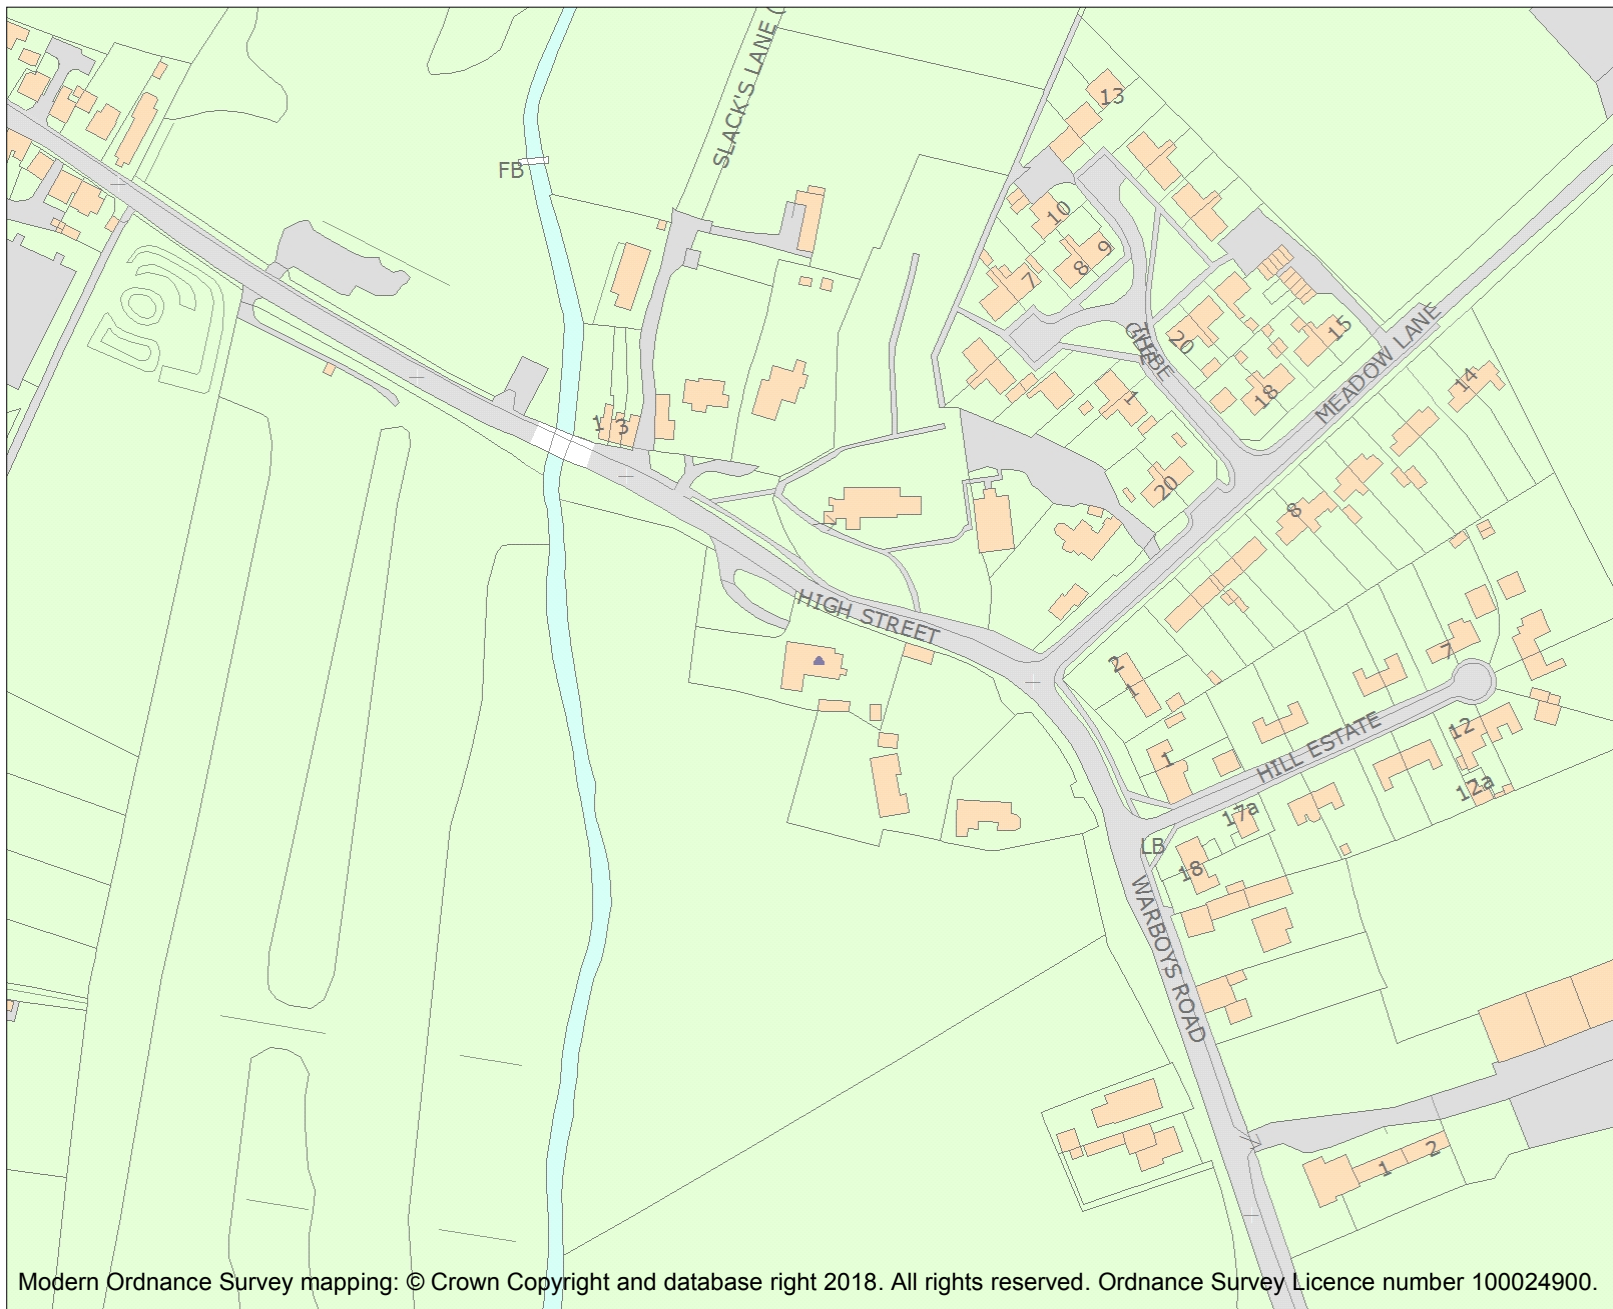 SLACK'S LANE (
13
FB
10
9
8
7
THE
GLEBE
20
15
MEADOW LANE
18
14
1
1
3
20
8
HIGH STREET
2
1
7
1
HILL ESTATE
12
12a
17a
LB
18
WARBOYS ROAD
1
2
Modern Ordnance Survey mapping: © Crown Copyright and database right 2018. All rights reserved. Ordnance Survey Licence number 100024900.